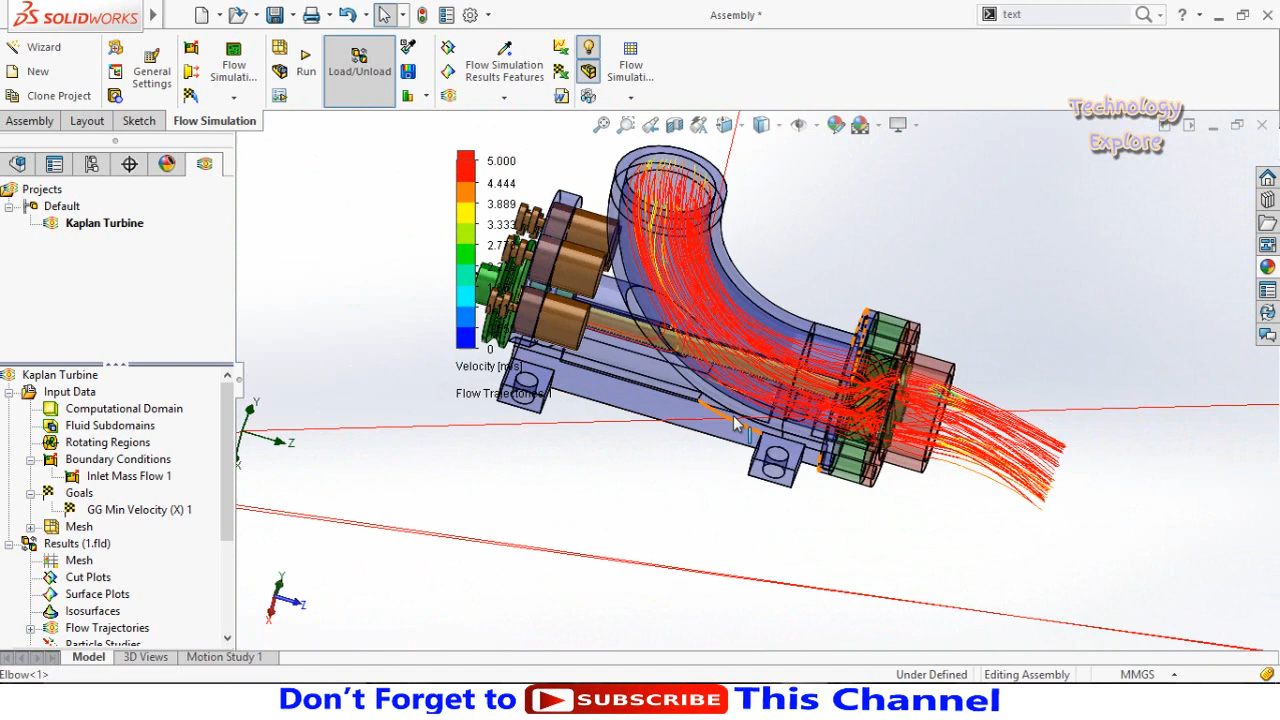 SOLIDWORKS
Assembly *
text
Wizard
New
Clone Project
General
Settings
Flow
Simulati...
Run
Load/Unload
Flow Simulation
Results Features
Flow
Simulati...
Assembly
Layout
Sketch
Flow Simulation
Technology
Explore
Projects
Default
Kaplan Turbine
5.000
4.444
3.889
3.333
0
Flow Trajectories 1
Kaplan Turbine
Input Data
Computational Domain
Fluid Subdomains
Rotating Regions
Boundary Conditions
Inlet Mass Flow 1
Goals
GG Min Velocity (X) 1
Mesh
Results (1.fld)
Mesh
Cut Plots
Surface Plots
Isosurfaces
Flow Trajectories
Particle Studies
Y
Z
X
Y
Z
X
Model
3D Views
Motion Study 1
Elbow<1>
Under Defined
Editing Assembly
MMGS
Don't Forget to SUBSCRIBE This Channel